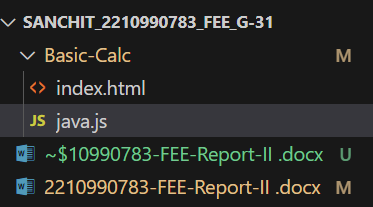 SANCHIT_2210990783_FEE_G-31
Basic-Calc M
<> index.html
JS java.js
W ~$10990783-FEE-Report-II .docx U
W 2210990783-FEE-Report-II .docx M